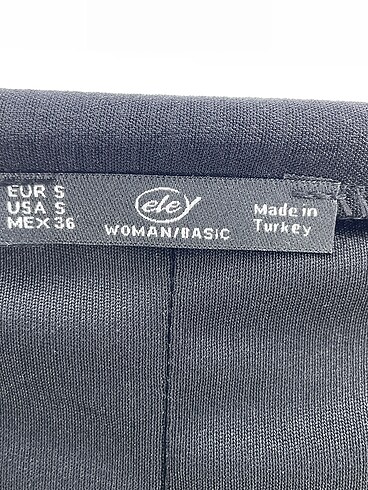 EUR S
USA S
MEX 36
eley
WOMAN/BASIC
Made in
Turkey